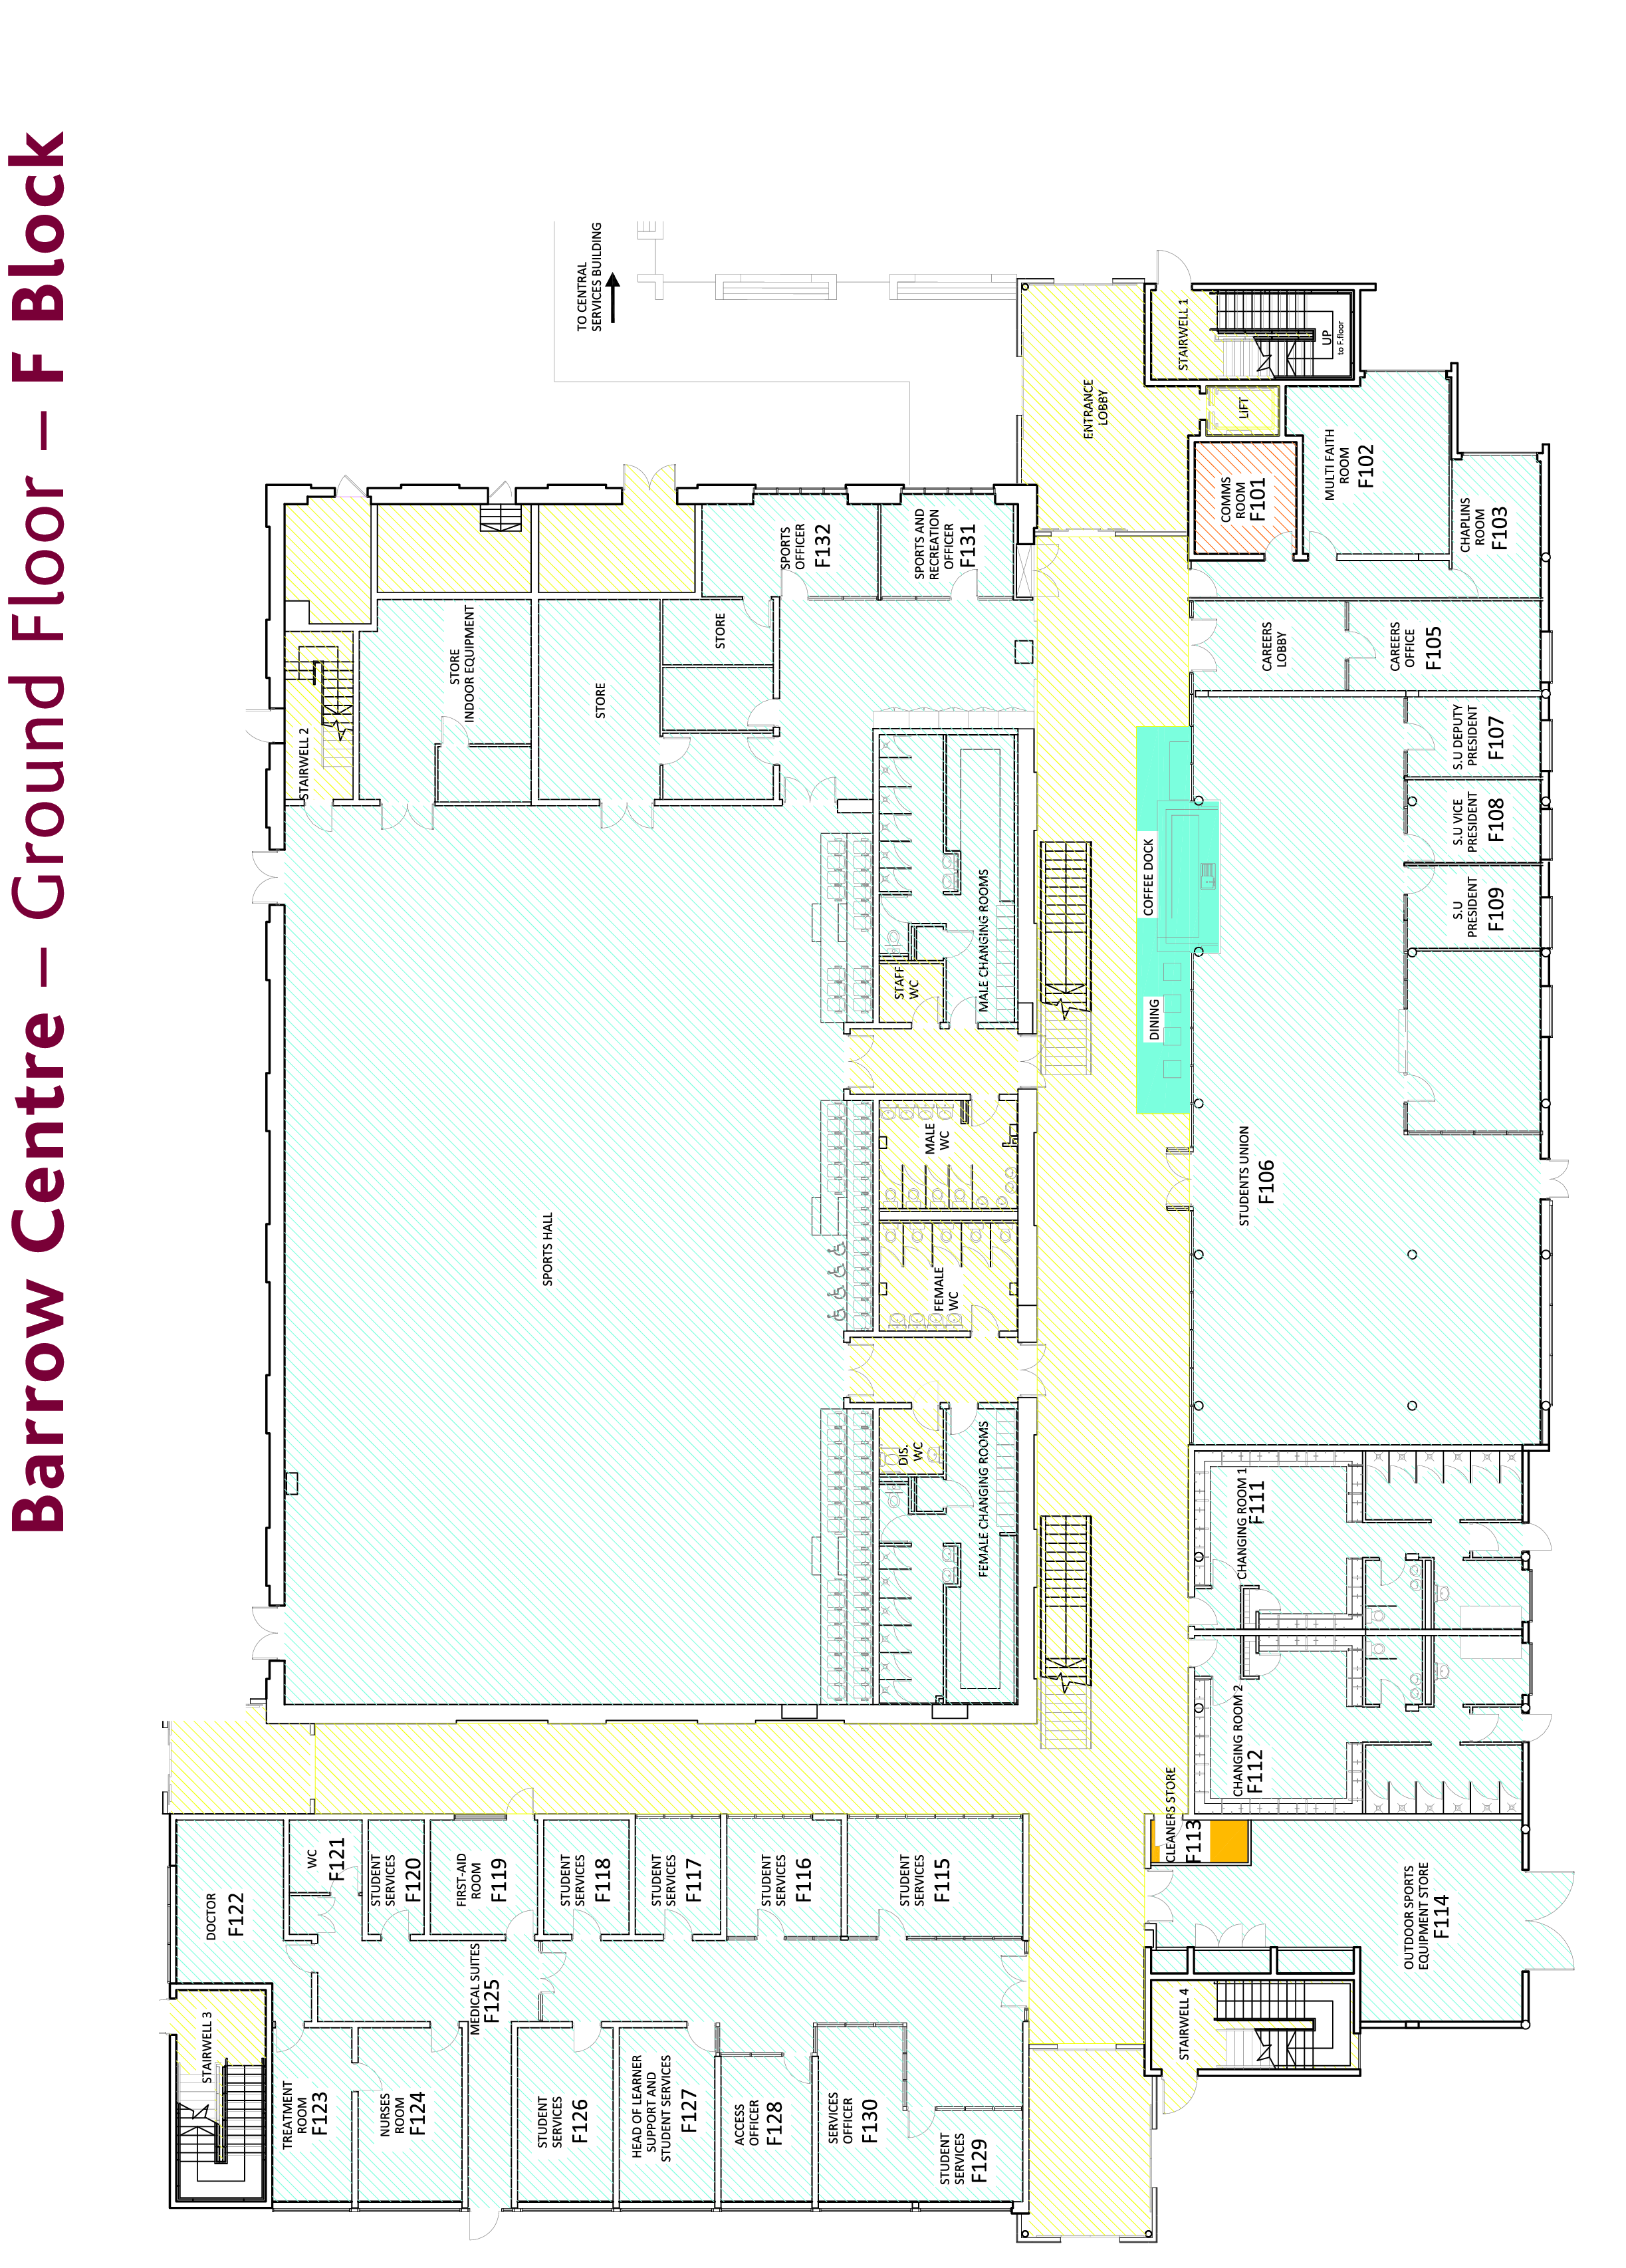 Barrow Centre – Ground Floor – F Block
TO CENTRAL
SERVICES BUILDING
STAIRWELL 1
UP
to F.floor
ENTRANCE
LOBBY
LIFT
COMMS
ROOM
F101
MULTI FAITH
ROOM
F102
CHAPLINS
ROOM
F103
SPORTS
OFFICER
F132
SPORTS AND
RECREATION
OFFICER
F131
STORE
INDOOR EQUIPMENT
STORE
STORE
STAIRWELL 2
CAREERS
LOBBY
CAREERS
OFFICE
F105
S.U DEPUTY
PRESIDENT
F107
S.U VICE
PRESIDENT
F108
S.U
PRESIDENT
F109
COFFEE DOCK
DINING
MALE CHANGING ROOMS
STAFF
WC
MALE
WC
FEMALE
WC
STUDENTS UNION
F106
SPORTS HALL
DIS.
WC
FEMALE CHANGING ROOMS
CHANGING ROOM 1
F111
CHANGING ROOM 2
F112
CLEANERS STORE
F113
OUTDOOR SPORTS
EQUIPMENT STORE
F114
STAIRWELL 4
DOCTOR
F122
WC
F121
STUDENT
SERVICES
F120
FIRST-AID
ROOM
F119
STUDENT
SERVICES
F118
STUDENT
SERVICES
F117
STUDENT
SERVICES
F116
STUDENT
SERVICES
F115
MEDICAL SUITES
F125
STAIRWELL 3
TREATMENT
ROOM
F123
NURSES
ROOM
F124
STUDENT
SERVICES
F126
HEAD OF LEARNER
SUPPORT AND
STUDENT SERVICES
F127
ACCESS
OFFICER
F128
SERVICES
OFFICER
F130
STUDENT
SERVICES
F129